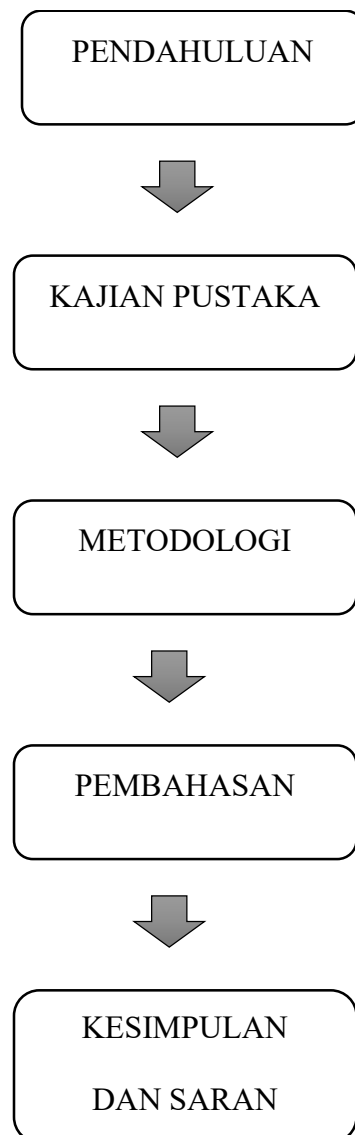 PENDAHULUAN
KAJIAN PUSTAKA
METODOLOGI
PEMBAHASAN
KESIMPULAN
DAN SARAN